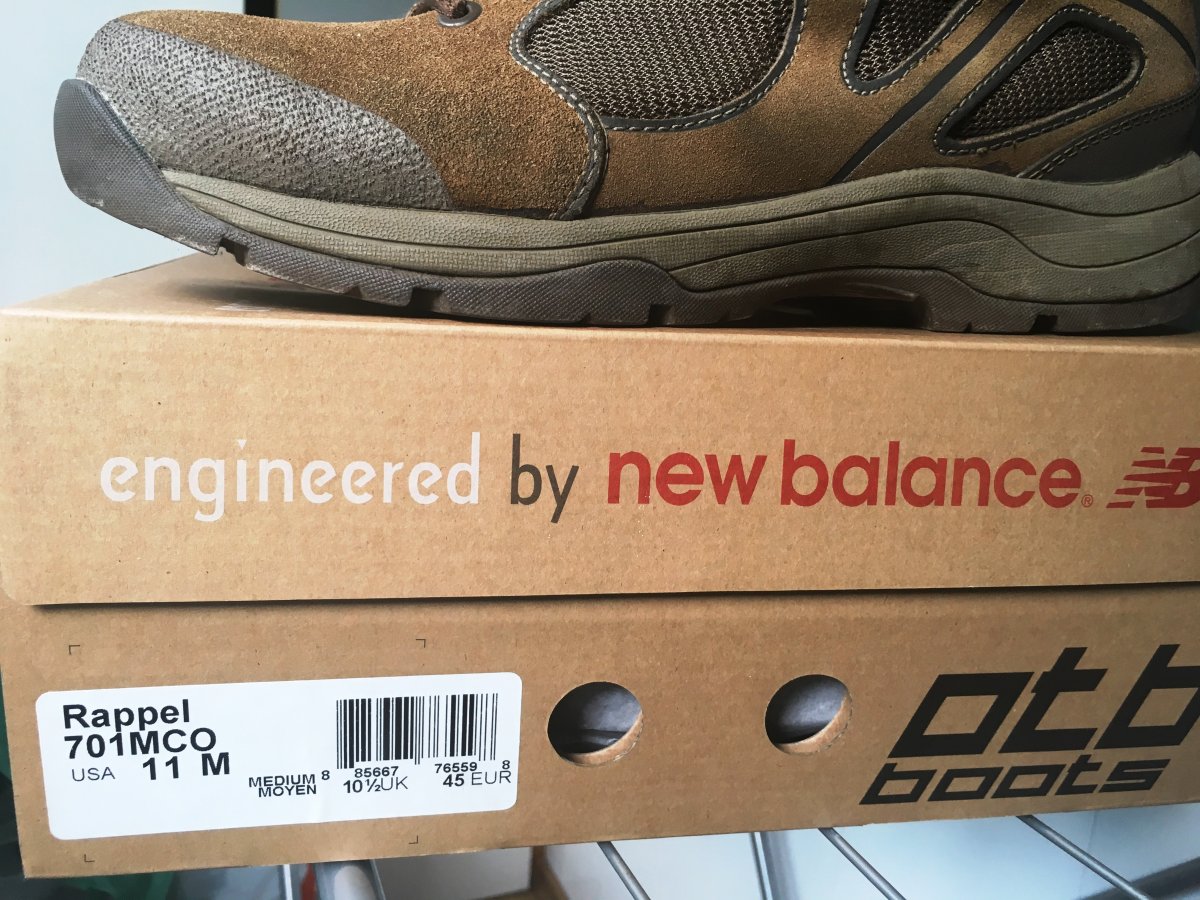 engineered by new balance® NB
otb
boots
Rappel
701MCO
USA 11 M
MEDIUM
MOYEN
8 85667 76559 8
10½UK 45 EUR